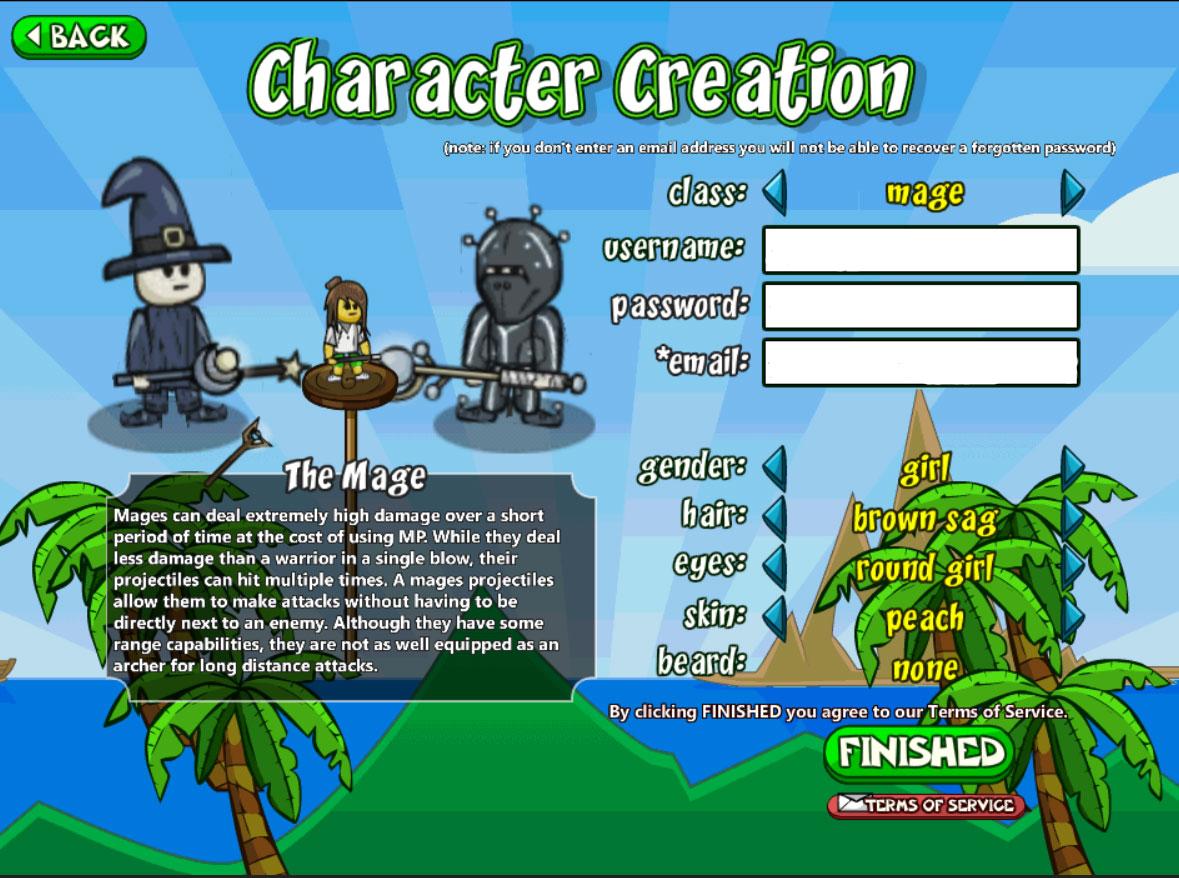 BACK
Character Creation
(note: if you don't enter an email address you will not be able to recover a forgotten password)
class: mage
username:
password:
*email:
gender: girl
hair: brown sag
eyes: round girl
skin: peach
beard: none
The Mage
Mages can deal extremely high damage over a short
period of time at the cost of using MP. While they deal
less damage than a warrior in a single blow, their
projectiles can hit multiple times. A mages projectiles
allow them to make attacks without having to be
directly next to an enemy. Although they have some
range capabilities, they are not as well equipped as an
archer for long distance attacks.
By clicking FINISHED you agree to our Terms of Service.
FINISHED
TERMS OF SERVICE